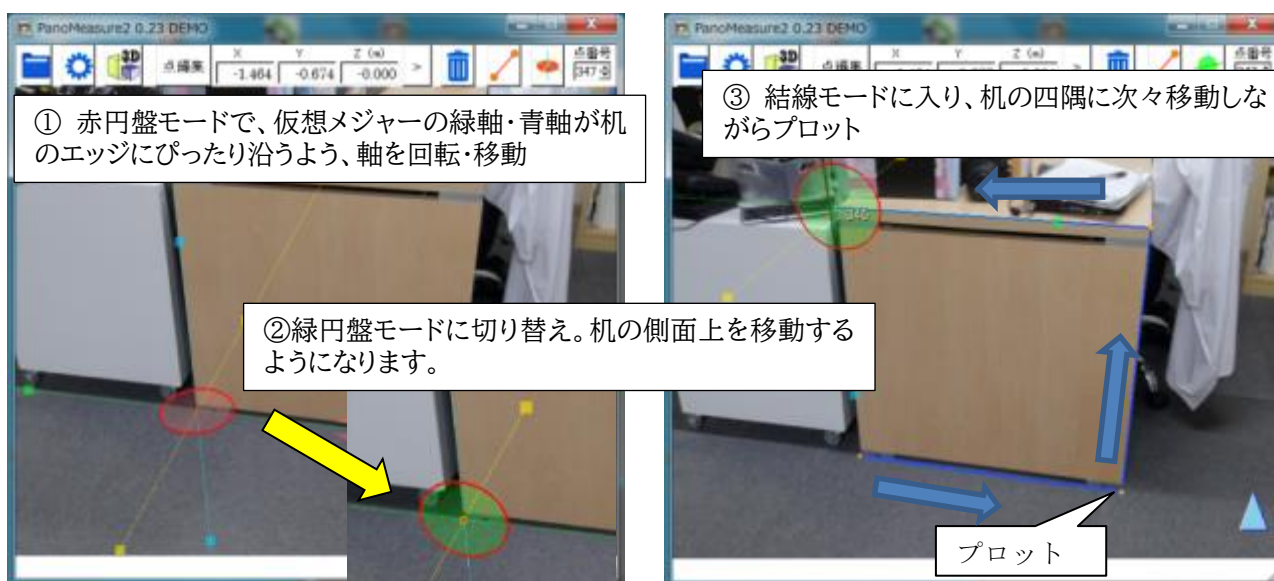 PanoMeasure2 0.23 DEMO
3D
点編集
X Y Z (m)
-1.464 -0.674 -0.000 >
点番号
347
① 赤円盤モードで、仮想メジャーの緑軸・青軸が机
のエッジにぴったり沿うよう、軸を回転・移動
②緑円盤モードに切り替え。机の側面上を移動する
ようになります。
PanoMeasure2 0.23 DEMO
3D
点編集
X Y Z (m)
点番号
③ 結線モードに入り、机の四隅に次々移動しな
がらプロット
340
プロット